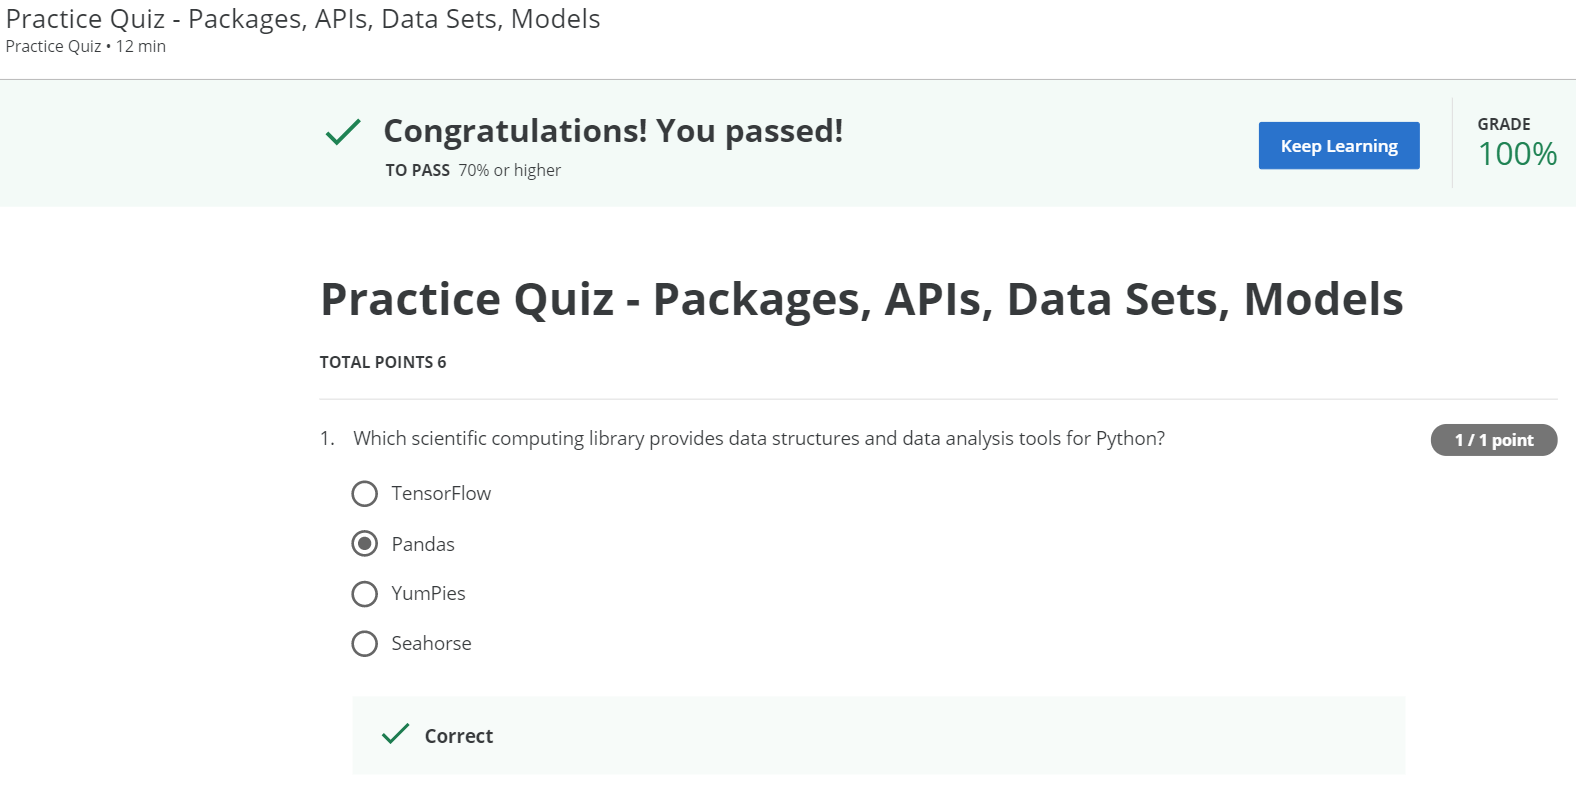 Practice Quiz - Packages, APIs, Data Sets, Models
Practice Quiz • 12 min
Congratulations! You passed!
TO PASS 70% or higher
Keep Learning
GRADE
100%
Practice Quiz - Packages, APIs, Data Sets, Models
TOTAL POINTS 6
1. Which scientific computing library provides data structures and data analysis tools for Python?
1 / 1 point
TensorFlow
Pandas
YumPies
Seahorse
Correct